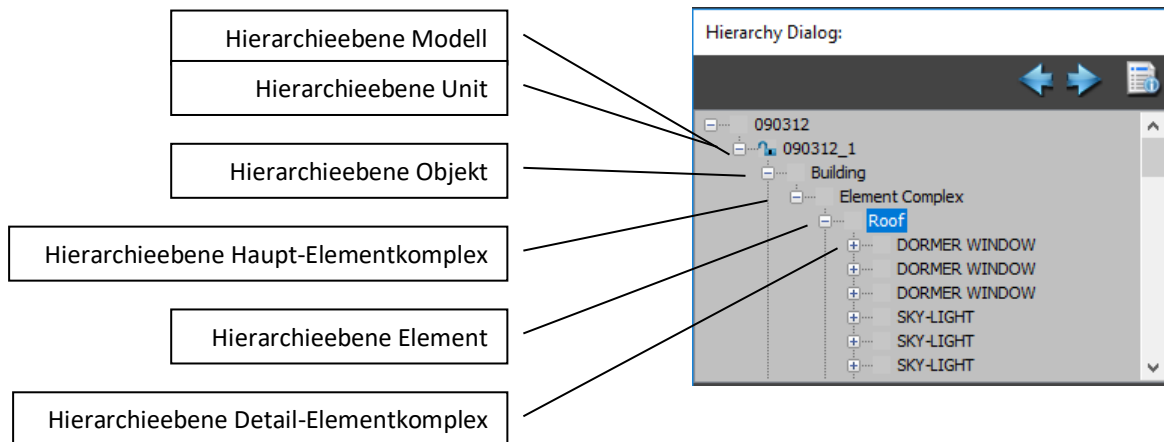 Hierarchieebene Modell
Hierarchieebene Unit
Hierarchieebene Objekt
Hierarchieebene Haupt-Elementkomplex
Hierarchieebene Element
Hierarchieebene Detail-Elementkomplex
Hierarchy Dialog:
090312
090312_1
Building
Element Complex
Roof
DORMER WINDOW
DORMER WINDOW
DORMER WINDOW
SKY-LIGHT
SKY-LIGHT
SKY-LIGHT